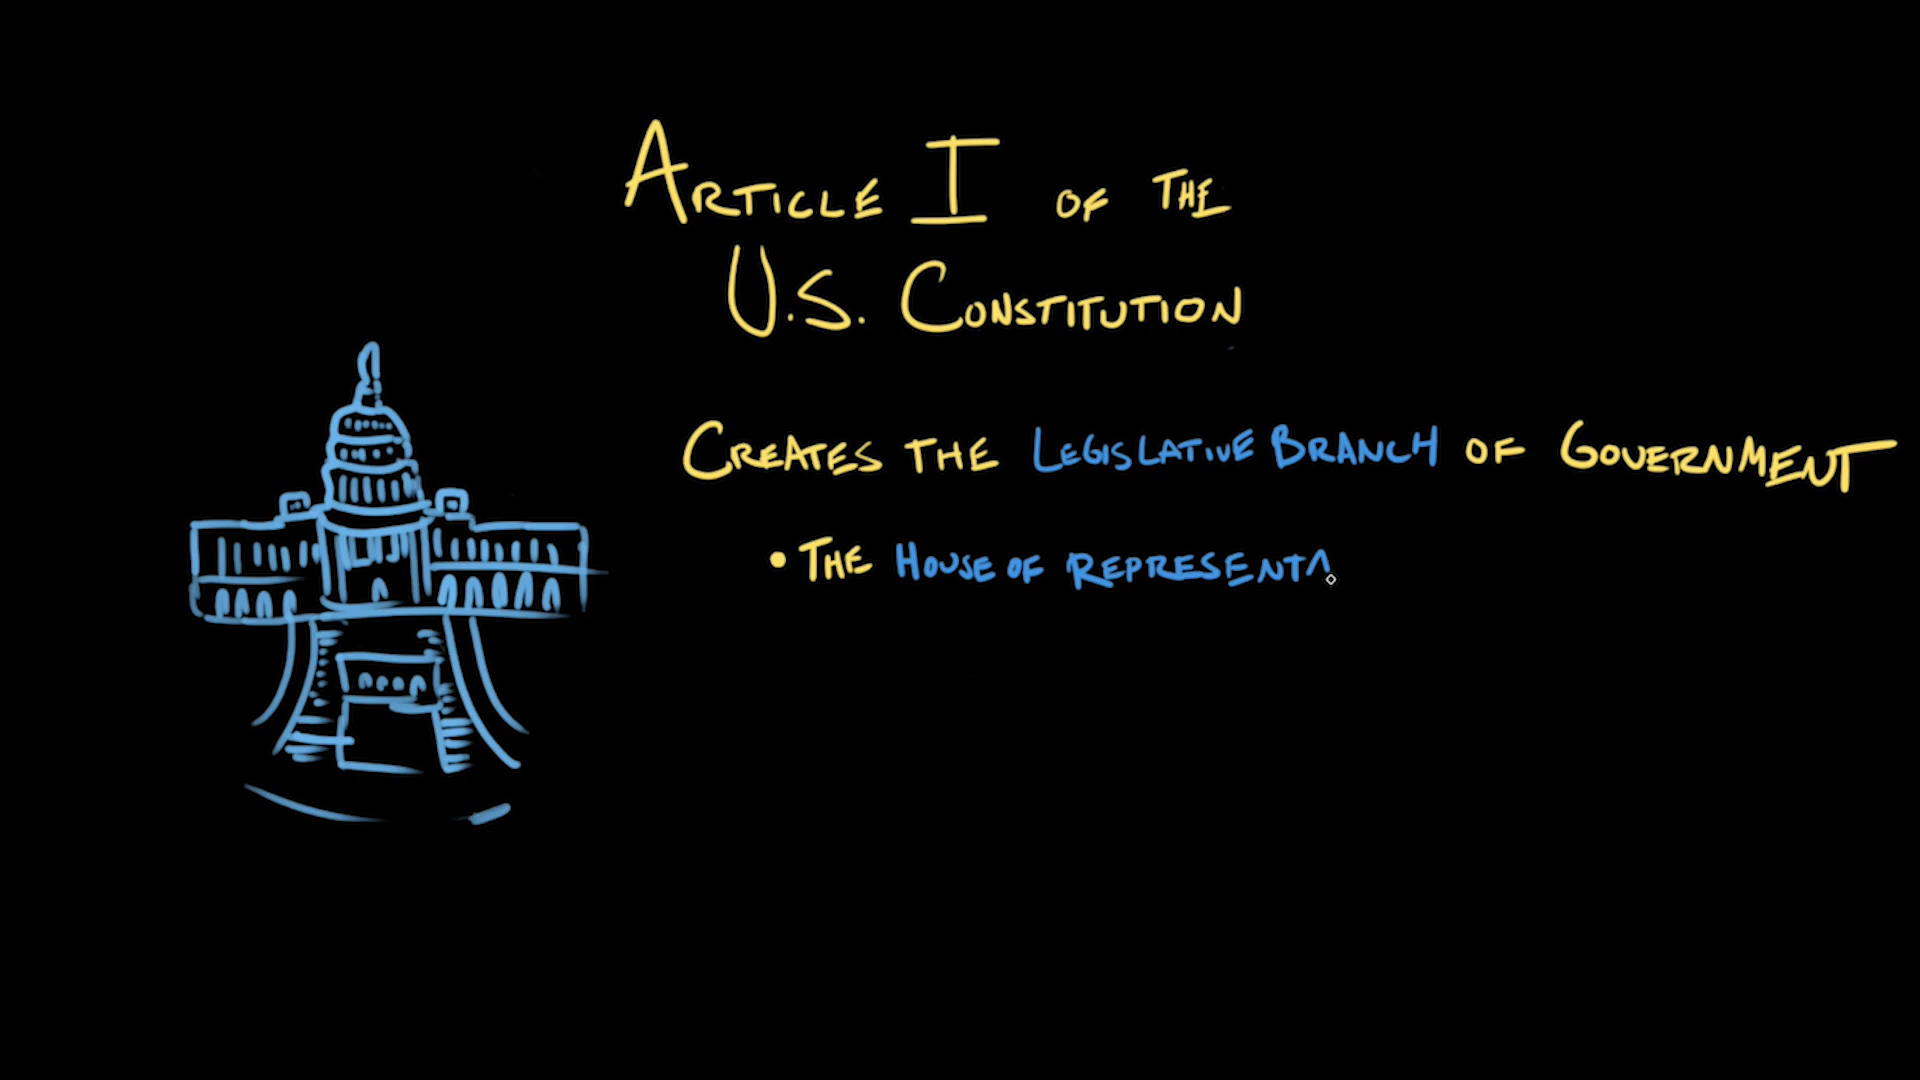 ARTICLE I OF THE
U.S. CONSTITUTION
CREATES THE LEGISLATIVE BRANCH OF GOVERNMENT
• THE HOUSE OF REPRESENTA